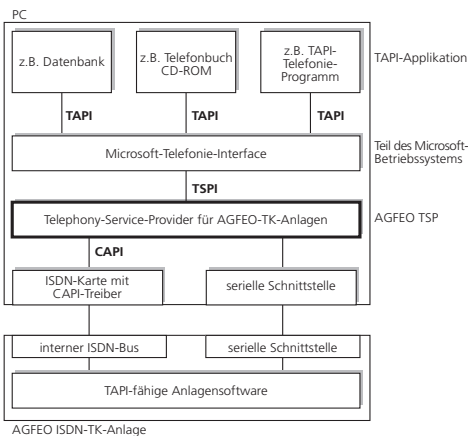 PC
z.B. Datenbank
z.B. Telefonbuch
CD-ROM
z.B. TAPI-
Telefonie-
Programm
TAPI-Applikation
TAPI
TAPI
TAPI
Microsoft-Telefonie-Interface
Teil des Microsoft-
Betriebssystems
TSPI
Telephony-Service-Provider für AGFEO-TK-Anlagen
AGFEO TSP
CAPI
ISDN-Karte mit
CAPI-Treiber
serielle Schnittstelle
interner ISDN-Bus
serielle Schnittstelle
TAPI-fähige Anlagensoftware
AGFEO ISDN-TK-Anlage